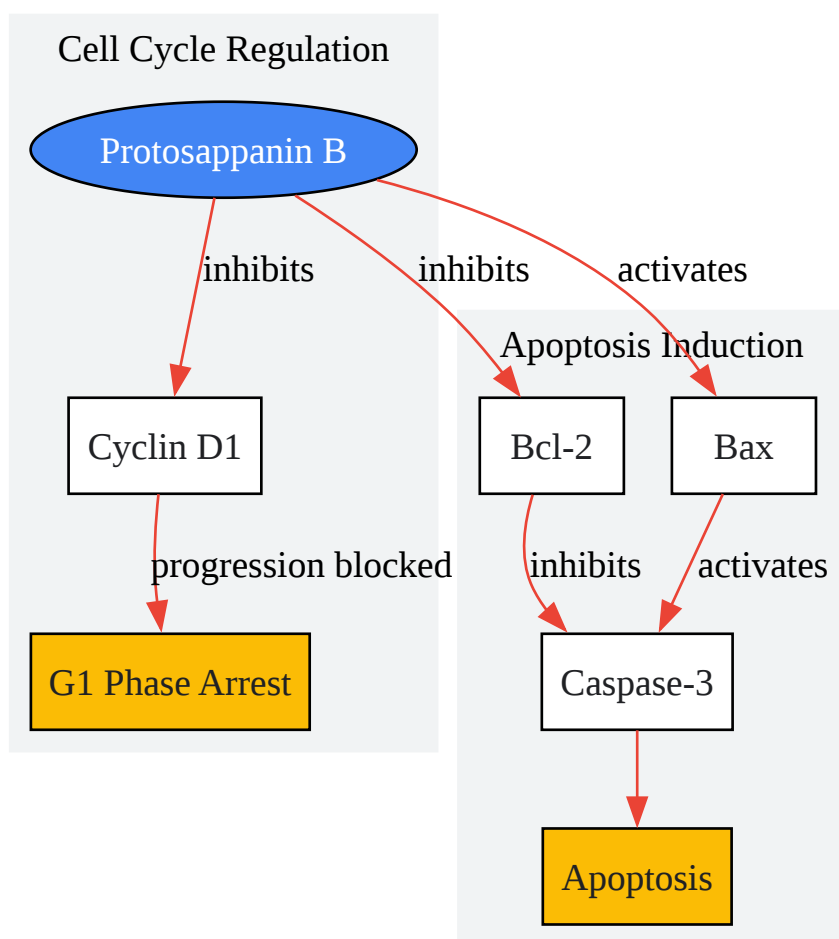 Cell Cycle Regulation
Protosappanin B
inhibits
inhibits
activates
Apoptosis Induction
Cyclin D1
Bcl-2
Bax
progression blocked
inhibits
activates
G1 Phase Arrest
Caspase-3
Apoptosis